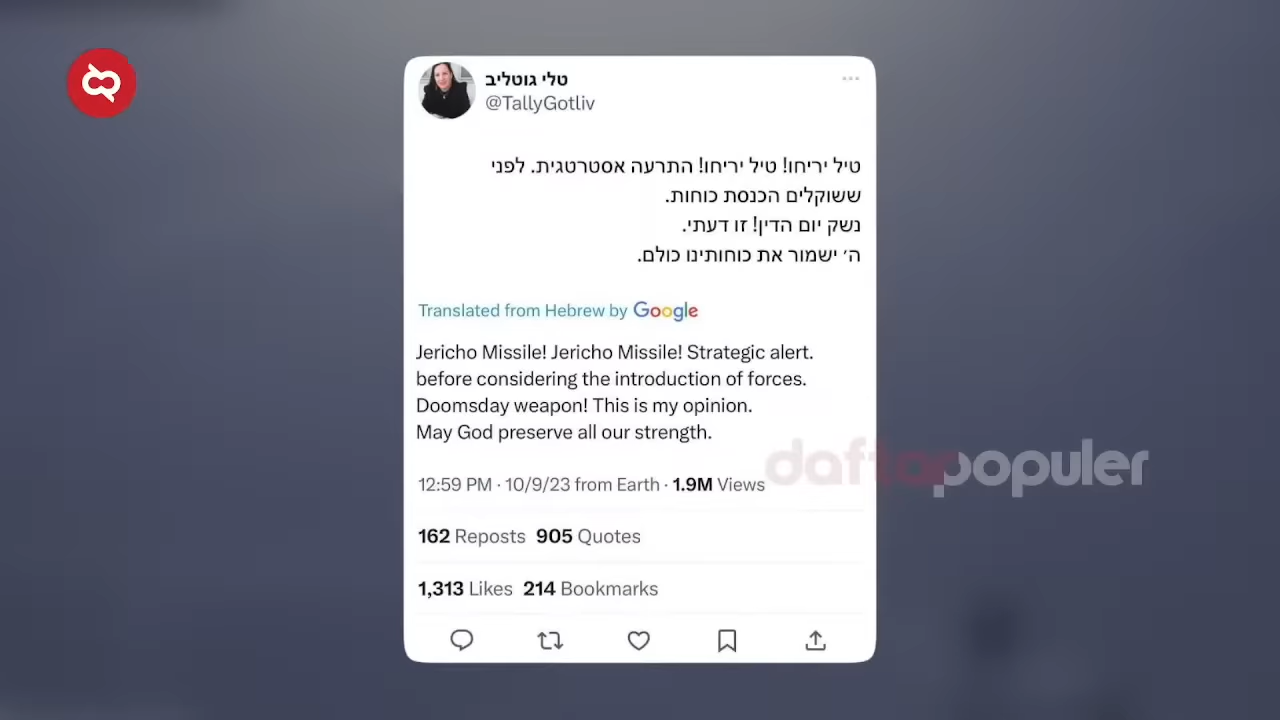 טלי גוטליב
@TallyGotliv
טיל יריחו! טיל יריחו! התרעה אסטרטגית. לפני
ששוקלים הכנסת כוחות.
נשק יום הדין! זו דעתי.
ה׳ ישמור את כוחותינו כולם.
Translated from Hebrew by Google
Jericho Missile! Jericho Missile! Strategic alert.
before considering the introduction of forces.
Doomsday weapon! This is my opinion.
May God preserve all our strength.
daftarpopuler
12:59 PM · 10/9/23 from Earth · 1.9M Views
162 Reposts 905 Quotes
1,313 Likes 214 Bookmarks